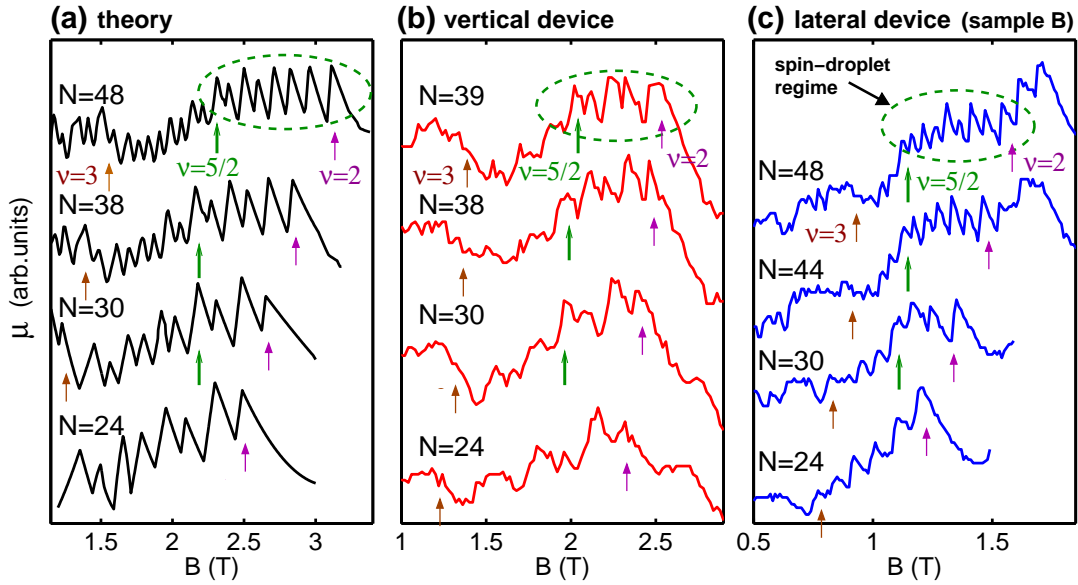 (a) theory
(b) vertical device
(c) lateral device (sample B)
μ (arb.units)
N=48
ν=3
ν=5/2
ν=2
N=38
N=30
N=24
1.5 2 2.5 3
B (T)
N=39
ν=3
ν=5/2
ν=2
N=38
N=30
N=24
1 1.5 2 2.5
B (T)
spin−droplet
regime
N=48
ν=3
ν=5/2
ν=2
N=44
N=30
N=24
0.5 1 1.5
B (T)